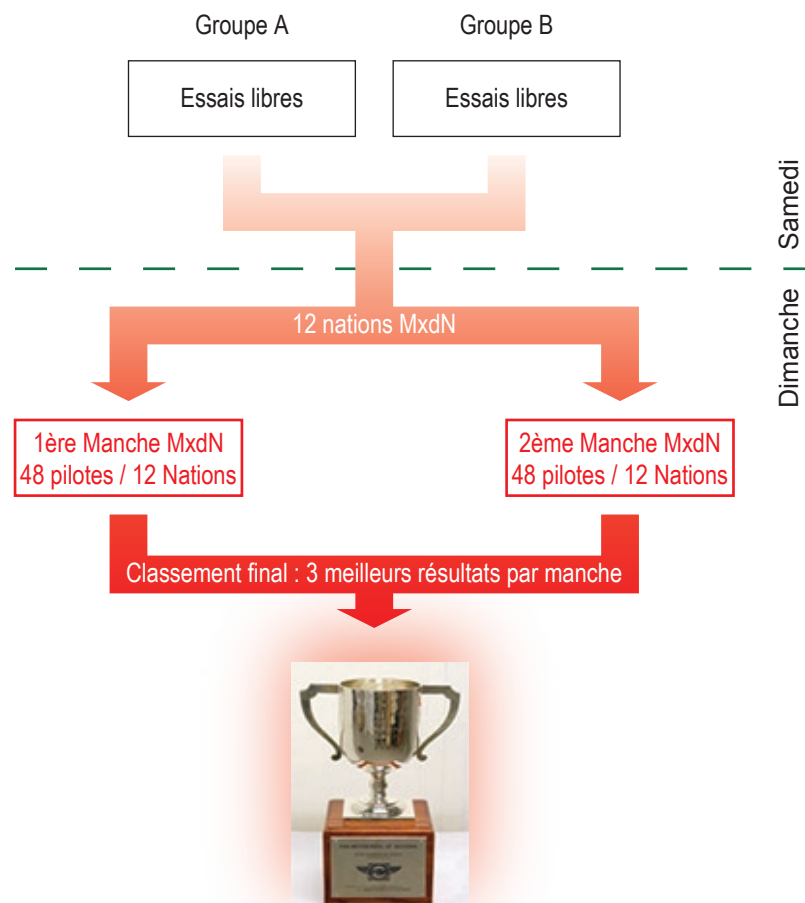 Groupe A
Groupe B
Essais libres
Essais libres
Samedi
Dimanche
12 nations MxdN
1ère Manche MxdN
48 pilotes / 12 Nations
2ème Manche MxdN
48 pilotes / 12 Nations
Classement final : 3 meilleurs résultats par manche